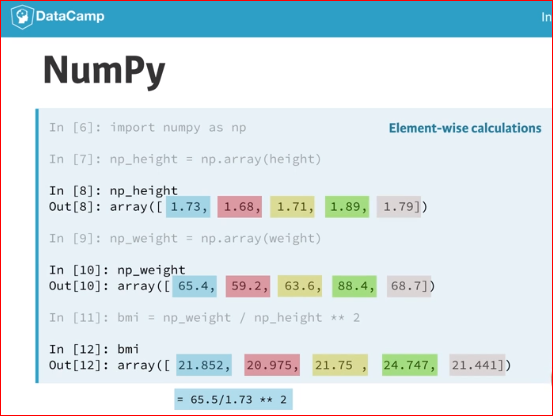 DataCamp
In
NumPy
In [6]: import numpy as np
Element-wise calculations
In [7]: np_height = np.array(height)
In [8]: np_height
Out[8]: array([ 1.73, 1.68, 1.71, 1.89, 1.79])
In [9]: np_weight = np.array(weight)
In [10]: np_weight
Out[10]: array([ 65.4, 59.2, 63.6, 88.4, 68.7])
In [11]: bmi = np_weight / np_height ** 2
In [12]: bmi
Out[12]: array([ 21.852, 20.975, 21.75 , 24.747, 21.441])
= 65.5/1.73 ** 2